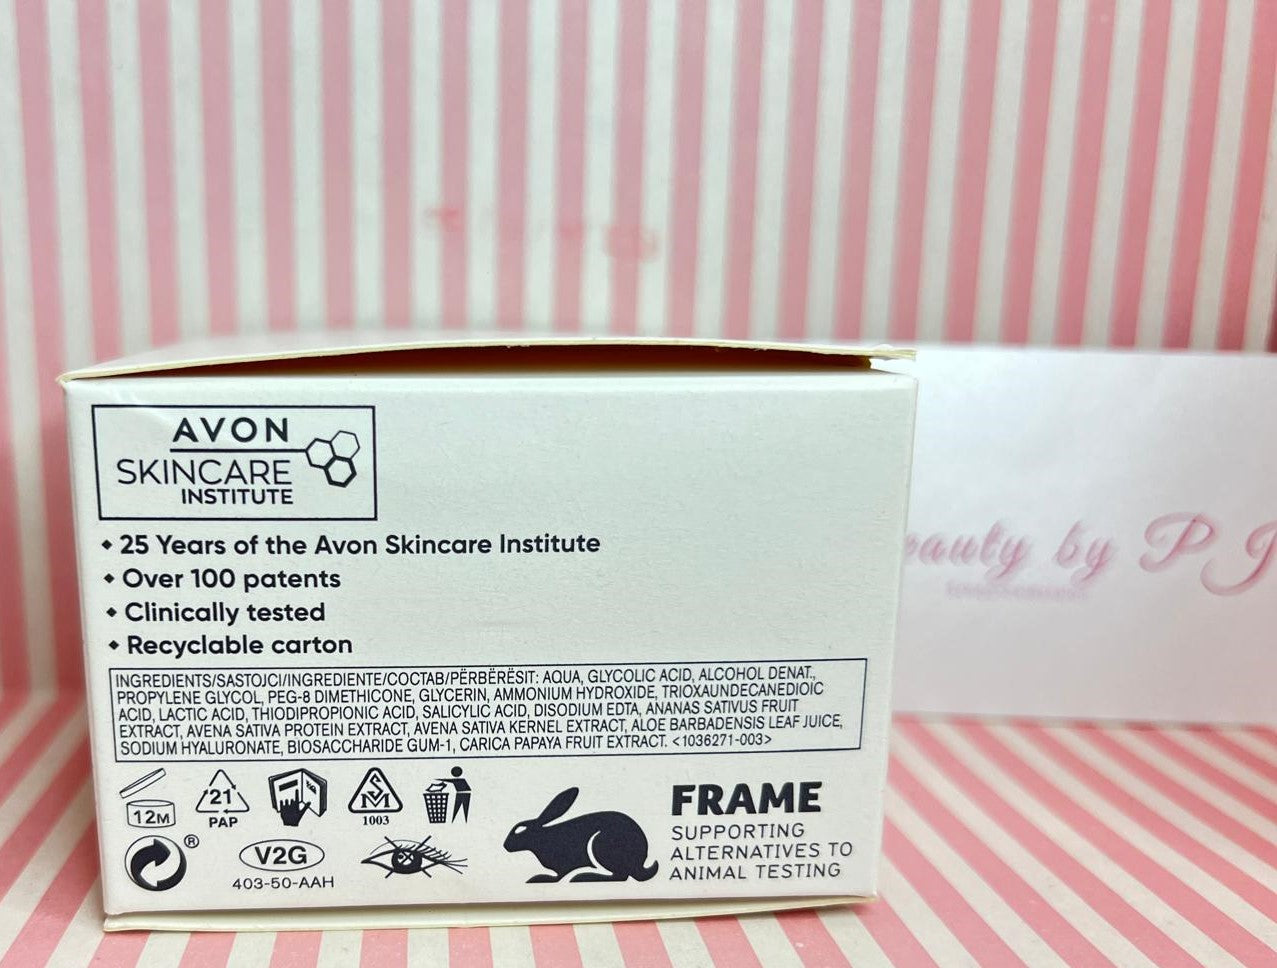 AVON
SKINCARE
INSTITUTE
25 Years of the Avon Skincare Institute
Over 100 patents
Clinically tested
Recyclable carton
INGREDIENTS/SASTOJCI/INGREDIENTE/СОСТАВ/PËRBËRËSIT: AQUA, GLYCOLIC ACID, ALCOHOL DENAT.,
PROPYLENE GLYCOL, PEG-8 DIMETHICONE, GLYCERIN, AMMONIUM HYDROXIDE, TRIOXAUNDECANEDIOIC
ACID, LACTIC ACID, THIODIPROPIONIC ACID, SALICYLIC ACID, DISODIUM EDTA, ANANAS SATIVUS FRUIT
EXTRACT, AVENA SATIVA PROTEIN EXTRACT, AVENA SATIVA KERNEL EXTRACT, ALOE BARBADENSIS LEAF JUICE,
SODIUM HYALURONATE, BIOSACCHARIDE GUM-1, CARICA PAPAYA FRUIT EXTRACT. <1036271-003>
12M
21
PAP
1003
®
V2G
403-50-AAH
FRAME
SUPPORTING
ALTERNATIVES TO
ANIMAL TESTING
eauty by PJ